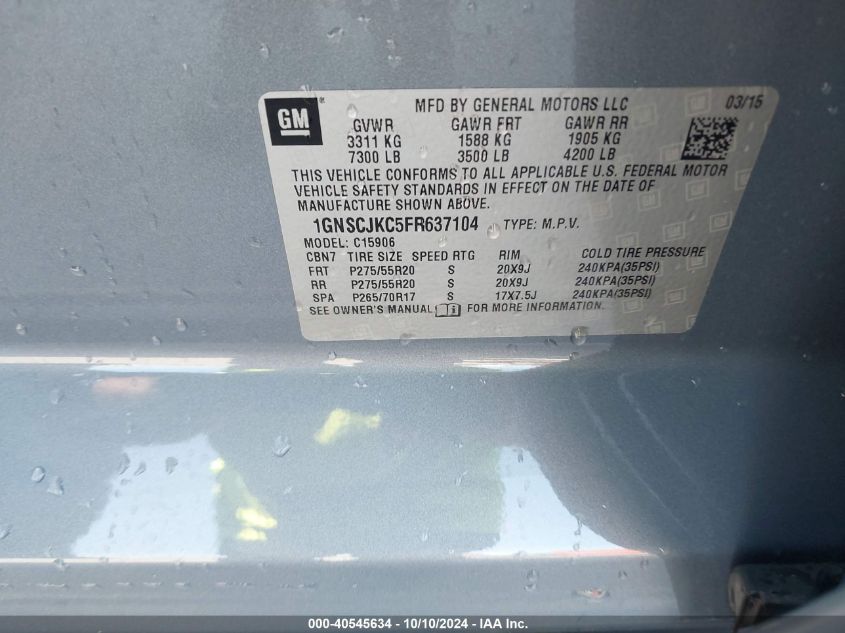 GM
MFD BY GENERAL MOTORS LLC 03/15
GVWR GAWR FRT GAWR RR
3311 KG 1588 KG 1905 KG
7300 LB 3500 LB 4200 LB
THIS VEHICLE CONFORMS TO ALL APPLICABLE U.S. FEDERAL MOTOR
VEHICLE SAFETY STANDARDS IN EFFECT ON THE DATE OF
MANUFACTURE SHOWN ABOVE.
1GNSCJKC5FR637104 TYPE: M.P.V.
MODEL: C15906
CBN7 TIRE SIZE SPEED RTG RIM COLD TIRE PRESSURE
FRT P275/55R20 S 20X9J 240KPA(35PSI)
RR P275/55R20 S 20X9J 240KPA(35PSI)
SPA P265/70R17 S 17X7.5J 240KPA(35PSI)
SEE OWNER'S MANUAL FOR MORE INFORMATION.
000-40545634 - 10/10/2024 - IAA Inc.